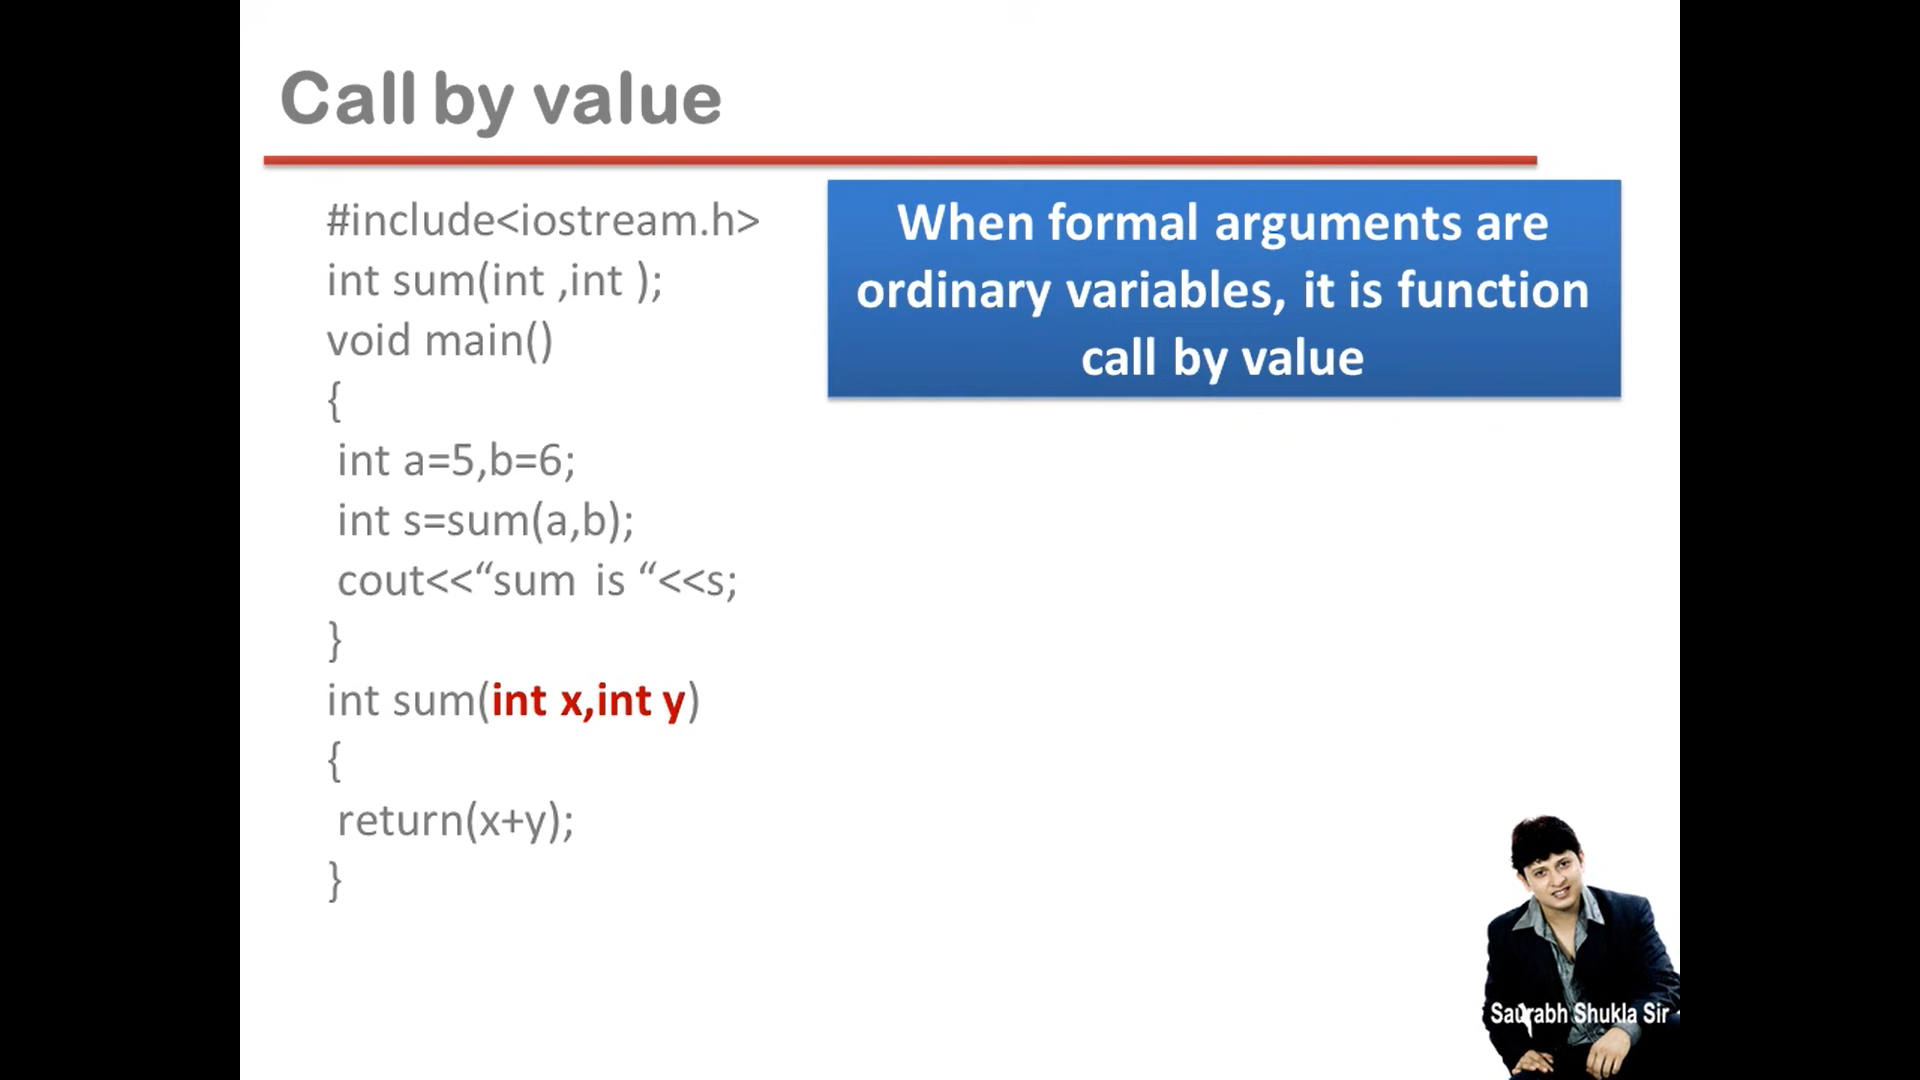 Call by value
#include<iostream.h>
int sum(int ,int );
void main()
{
int a=5,b=6;
int s=sum(a,b);
cout<<“sum is “<<s;
}
int sum(int x,int y)
{
return(x+y);
}
When formal arguments are
ordinary variables, it is function
call by value
Saurabh Shukla Sir